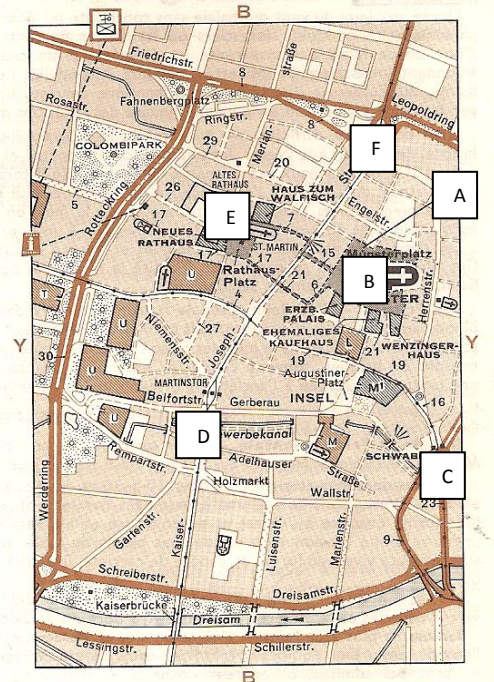 B
Friedrichstr.
straße
8
Leopoldring
Fahnenbergplatz
Rosastr.
Ringstr.
8
F
COLOMBIPARK
29
Merian-
20
A
26
ALTES
RATHAUS
HAUS ZUM
WALFISCH
Engelstr.
5
Rotteckring
17
E
7
NEUES
RATHAUS
ST. MARTIN
15
Münsterplatz
17
17
Rathaus-
Platz
U
B
21
6
4
Herrenstr.
T
U
ERZB.
PALAIS
27
EHEMALIGES
KAUFHAUS
L
WENZINGER-
HAUS
Niemensstr.
Joseph-
Y
Y
30
19
21
19
U
Augustiner-
Platz
M¹
MARTINSTOR
INSEL
Belfortstr.
Gerberau
16
U
D
werbekanal
M
Adelhauser
SCHWAB
Rempartstr.
Straße
C
Holzmarkt
Wallstr.
23
Werderring
Gartenstr.
Kaiser-
Luisenstr.
Marienstr.
9
Schreiberstr.
Dreisamstr.
Kaiserbrücke
Dreisam
Lessingstr.
Schillerstr.
B